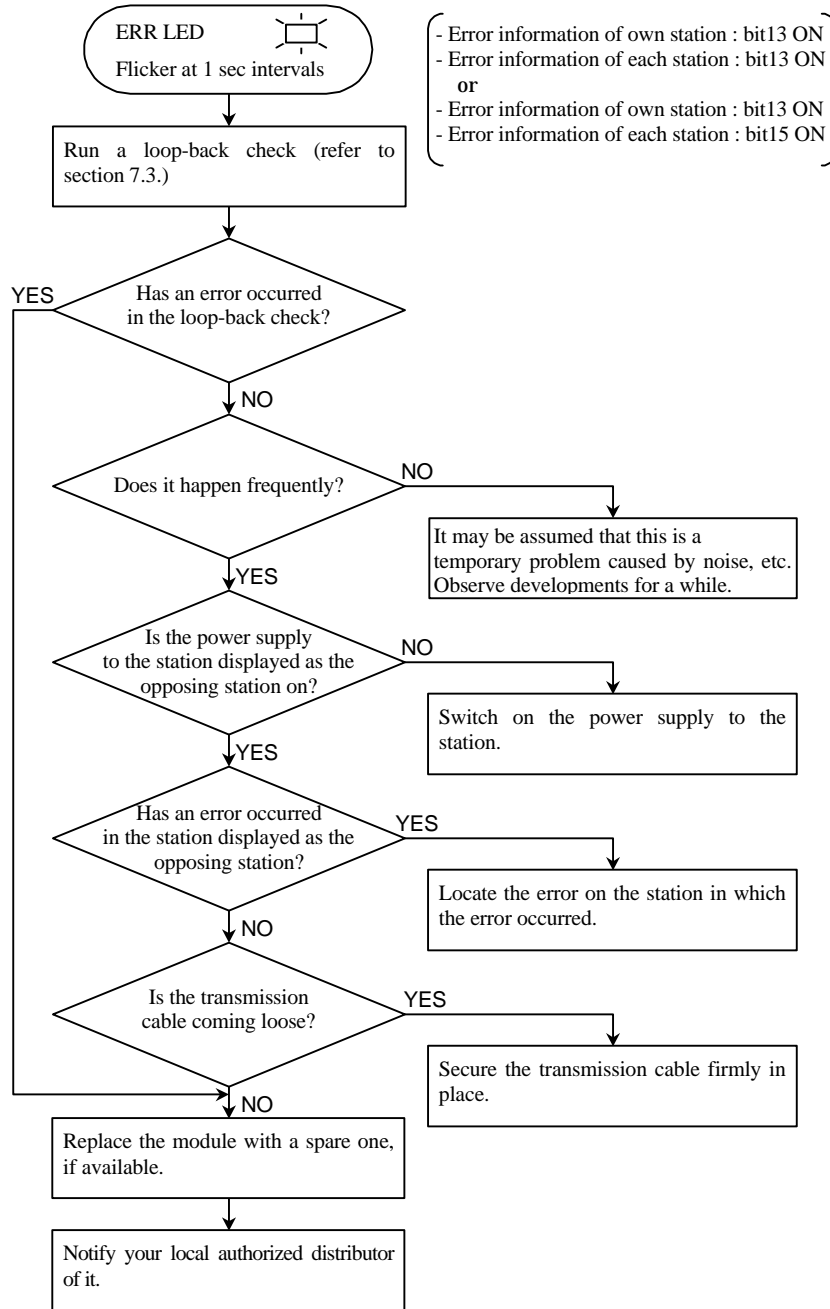 ERR LED
Flicker at 1 sec intervals
- Error information of own station : bit13 ON
- Error information of each station : bit13 ON
or
- Error information of own station : bit13 ON
- Error information of each station : bit15 ON
Run a loop-back check (refer to
section 7.3.)
YES
Has an error occurred
in the loop-back check?
NO
Does it happen frequently?
NO
It may be assumed that this is a
temporary problem caused by noise, etc.
Observe developments for a while.
YES
Is the power supply
to the station displayed as the
opposing station on?
NO
Switch on the power supply to the
station.
YES
Has an error occurred
in the station displayed as the
opposing station?
YES
Locate the error on the station in which
the error occurred.
NO
Is the transmission
cable coming loose?
YES
Secure the transmission cable firmly in
place.
NO
Replace the module with a spare one,
if available.
Notify your local authorized distributor
of it.